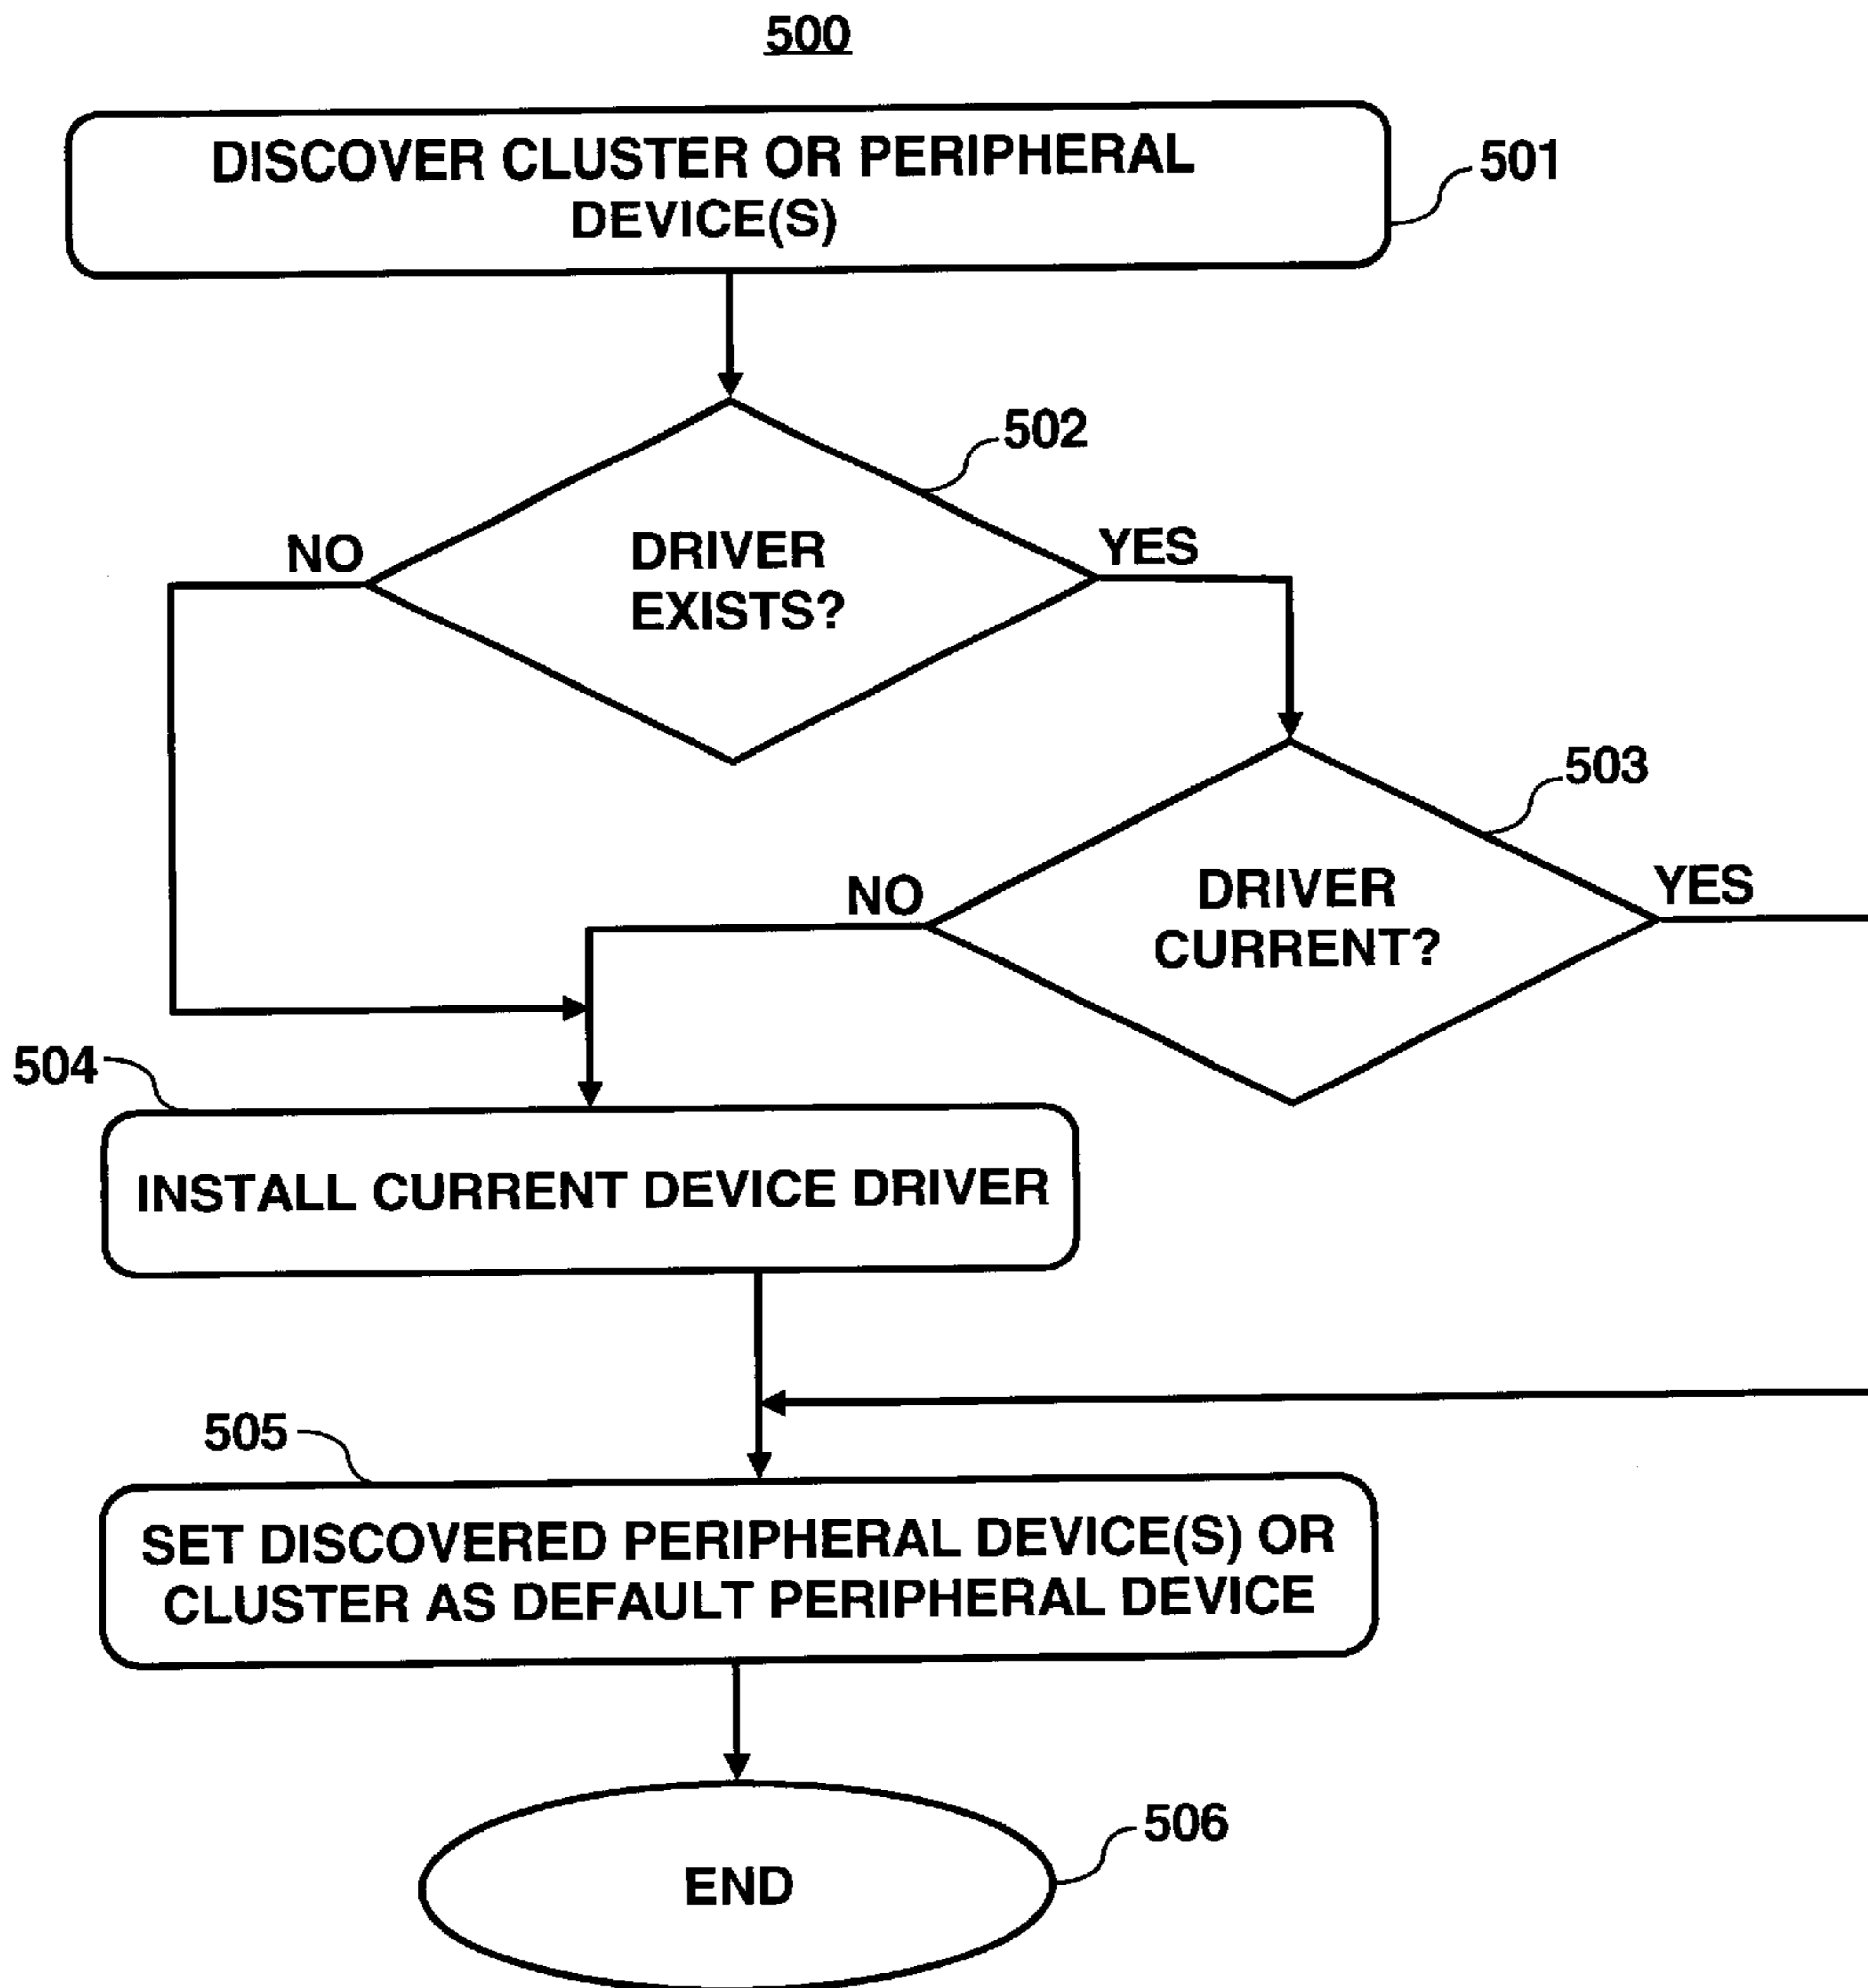 500
DISCOVER CLUSTER OR PERIPHERAL
DEVICE(S)
501
502
NO
DRIVER
EXISTS?
YES
503
NO
DRIVER
CURRENT?
YES
504
INSTALL CURRENT DEVICE DRIVER
505
SET DISCOVERED PERIPHERAL DEVICE(S) OR
CLUSTER AS DEFAULT PERIPHERAL DEVICE
506
END